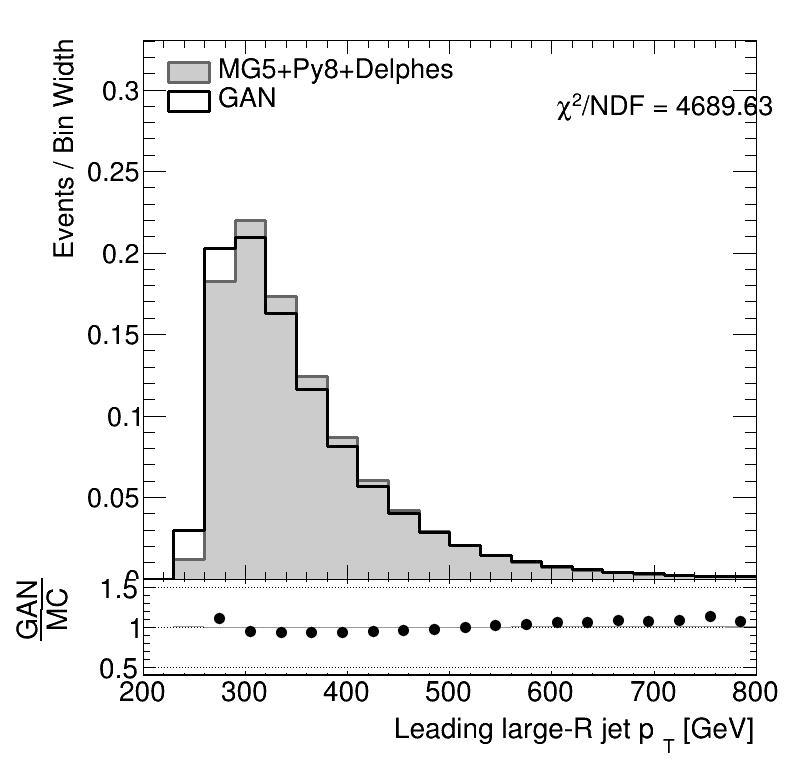 Events / Bin Width
MG5+Py8+Delphes
GAN
χ²/NDF = 4689.63
0.3
0.25
0.2
0.15
0.1
0.05
0
GAN
MC
1.5
1
0.5
200 300 400 500 600 700 800
Leading large-R jet p T [GeV]